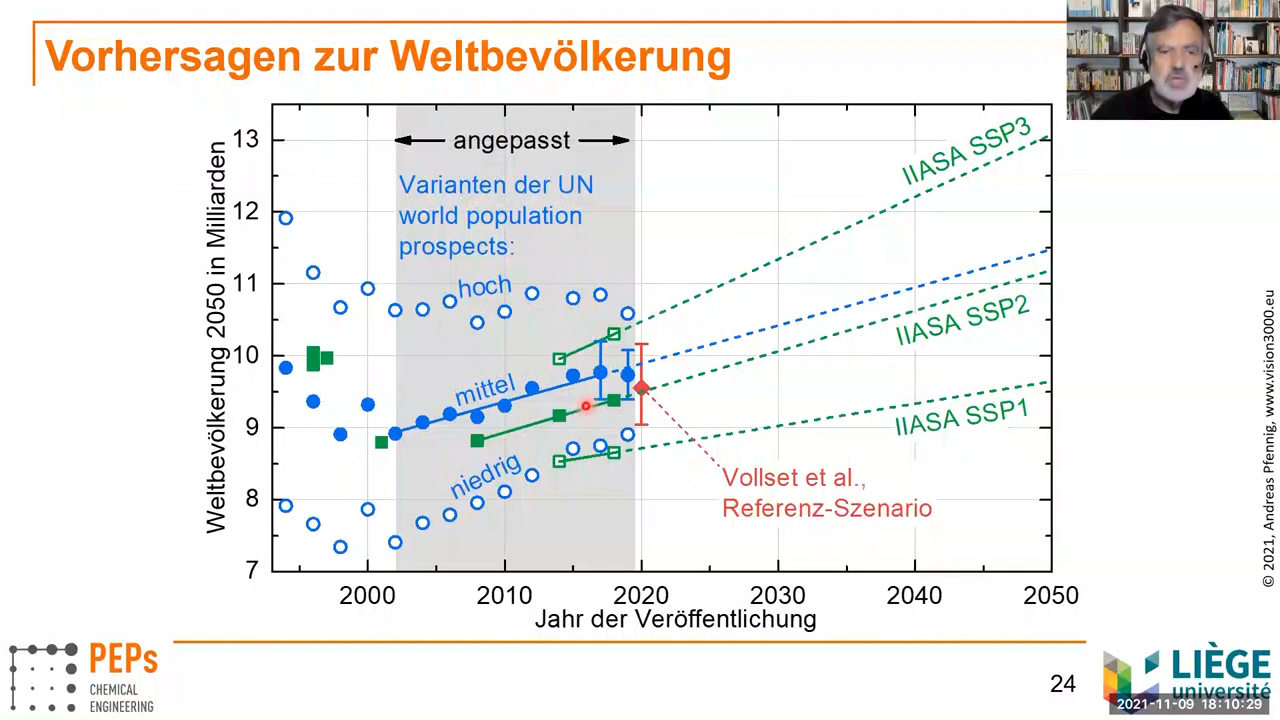 Vorhersagen zur Weltbevölkerung
Weltbevölkerung 2050 in Milliarden
13
12
11
10
9
8
7
angepasst
Varianten der UN
world population
prospects:
hoch
mittel
niedrig
IIASA SSP3
IIASA SSP2
IIASA SSP1
Vollset et al.,
Referenz-Szenario
2000
2010
2020
2030
2040
2050
Jahr der Veröffentlichung
© 2021, Andreas Pfennig, www.vision3000.eu
PEPs
CHEMICAL
ENGINEERING
24
LIÈGE
université
2021-11-09 18:10:29